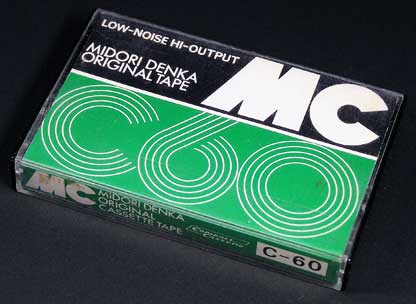 LOW-NOISE HI-OUTPUT
MIDORI DENKA
ORIGINAL TAPE
MC
C60
MC
MIDORI DENKA
ORIGINAL
CASSETTE TAPE
C-60